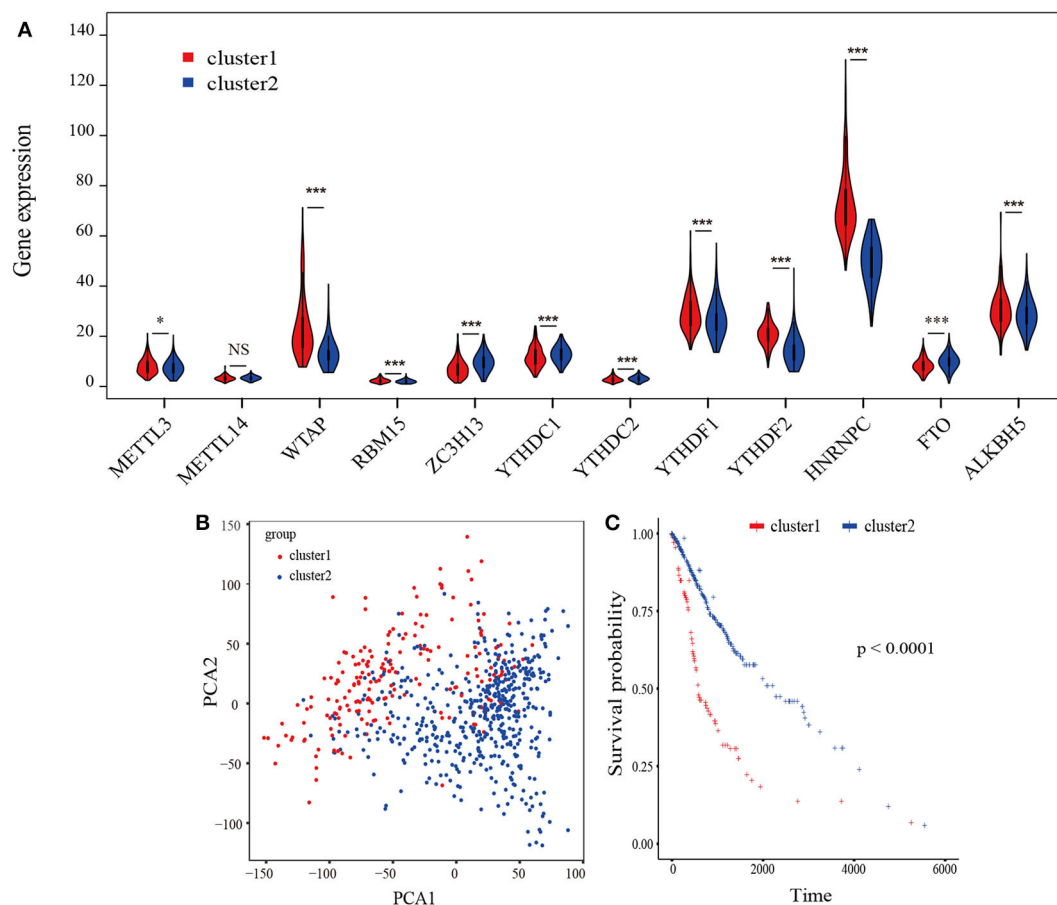 A
Gene expression
140
120
100
80
60
40
20
0
cluster1
cluster2
*
NS
***
***
***
***
***
***
***
***
***
***
METTL3
METTL14
WTAP
RBM15
ZC3H13
YTHDC1
YTHDC2
YTHDF1
YTHDF2
HNRNPC
FTO
ALKBH5
B
PCA2
150
100
50
0
−50
−100
group
cluster1
cluster2
−150
−100
−50
0
50
100
PCA1
C
Survival probability
1.00
0.75
0.50
0.25
0.00
cluster1
cluster2
p < 0.0001
0
2000
4000
6000
Time